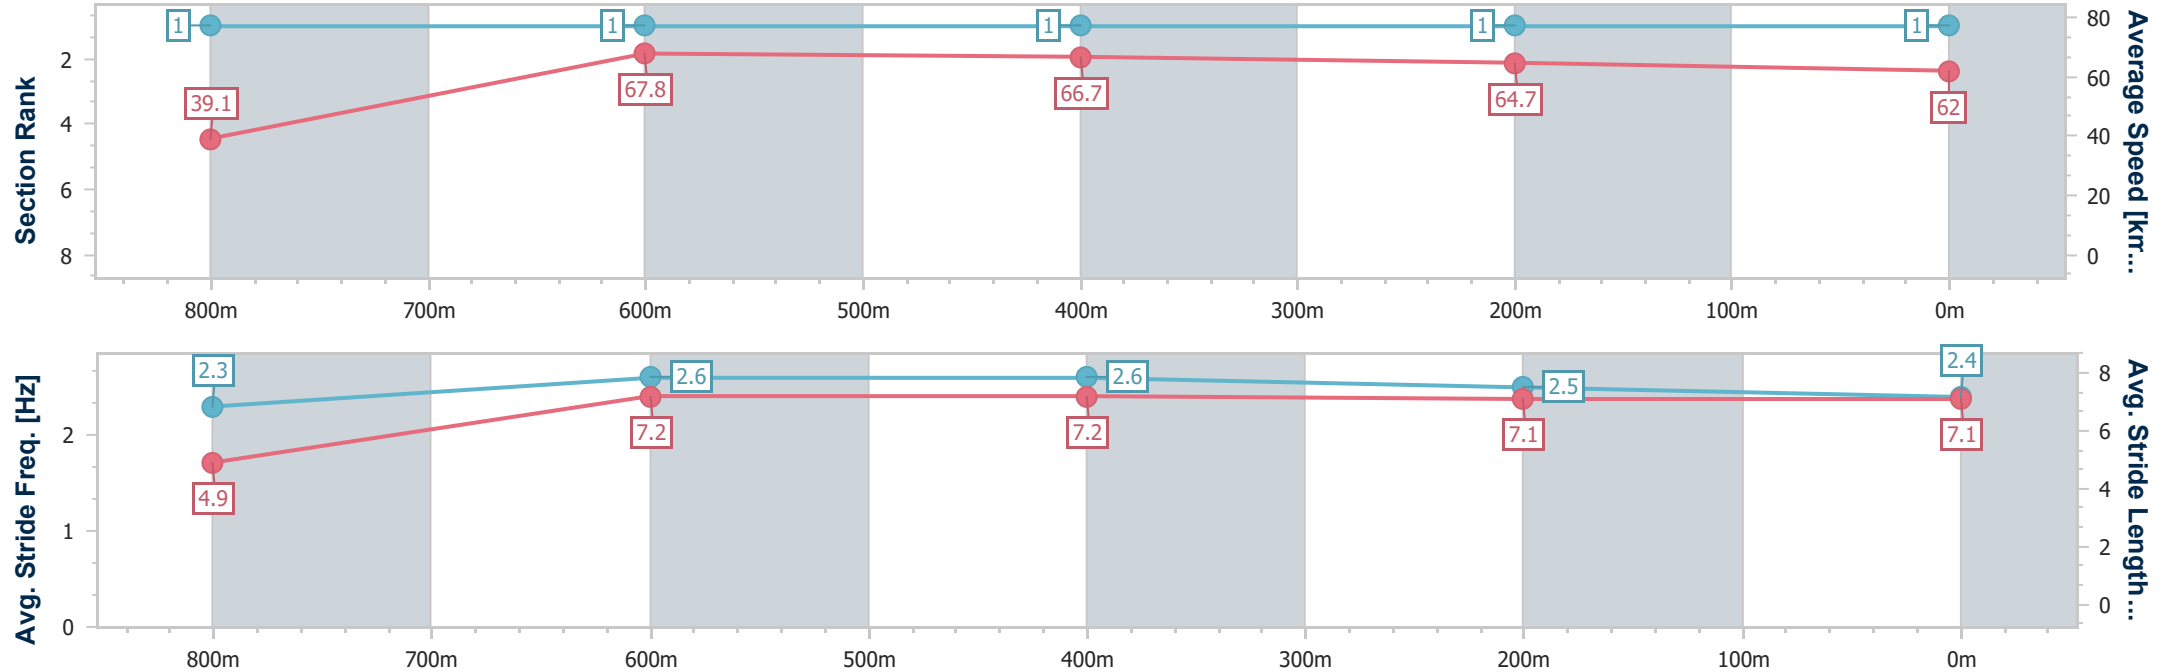 Section Rank
2
4
6
8
1
1
1
1
1
39.1
67.8
66.7
64.7
62
80
60
40
20
0
Average Speed [km...
800m
700m
600m
500m
400m
300m
200m
100m
0m
Avg. Stride Freq. [Hz]
2
1
0
2.3
2.6
2.6
2.5
2.4
4.9
7.2
7.2
7.1
7.1
8
6
4
2
0
Avg. Stride Length...
800m
700m
600m
500m
400m
300m
200m
100m
0m